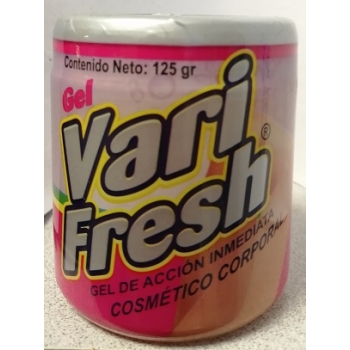 Contenido Neto: 125 gr
Gel
Vari
Fresh®
GEL DE ACCIÓN INMEDIATA
COSMÉTICO CORPORAL